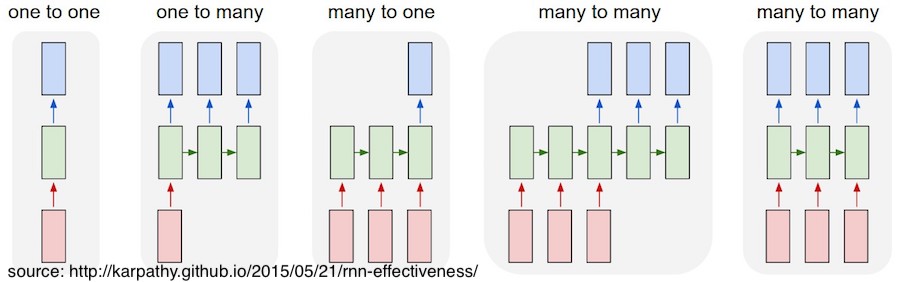 one to one
one to many
many to one
many to many
many to many
source: http://karpathy.github.io/2015/05/21/rnn-effectiveness/